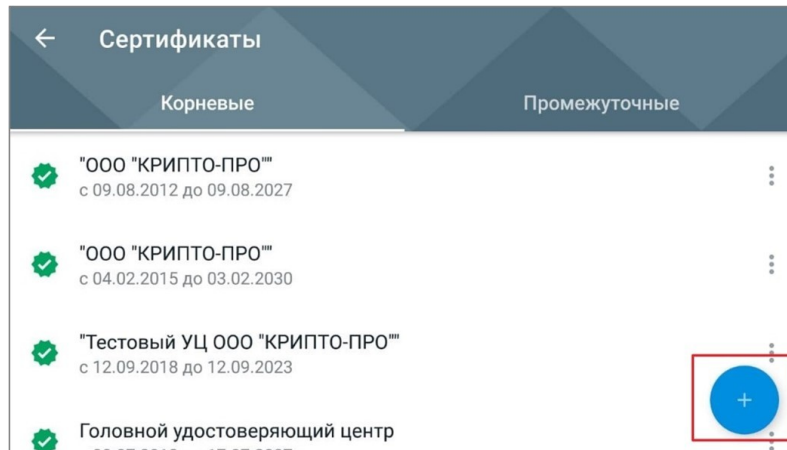 Сертификаты
Корневые
Промежуточные
"ООО "КРИПТО-ПРО""
с 09.08.2012 до 09.08.2027
"ООО "КРИПТО-ПРО""
с 04.02.2015 до 03.02.2030
"Тестовый УЦ ООО "КРИПТО-ПРО""
с 12.09.2018 до 12.09.2023
Головной удостоверяющий центр